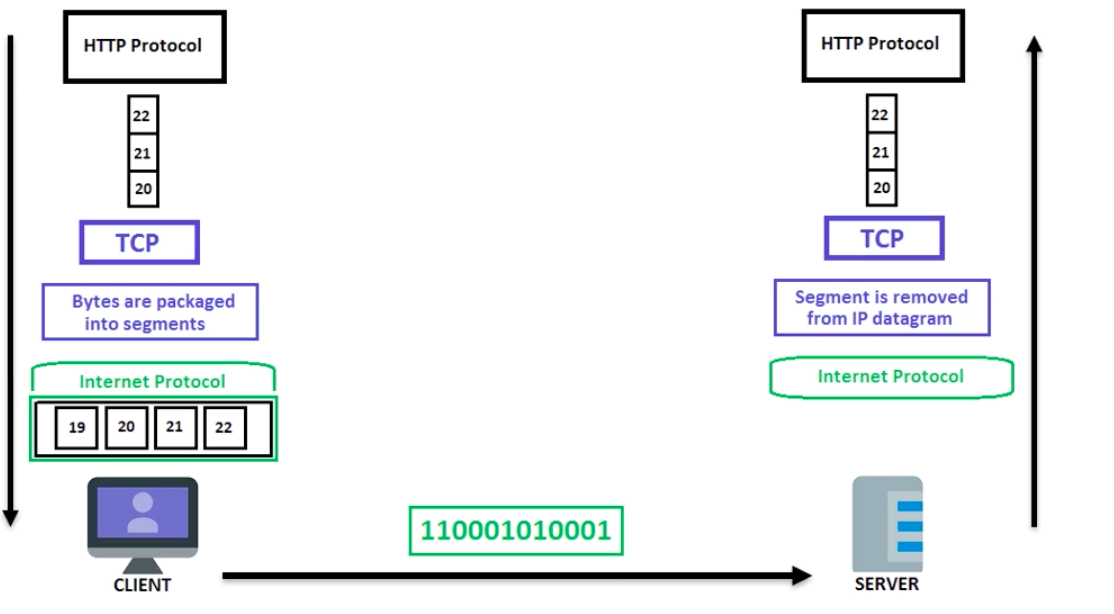 HTTP Protocol
22
21
20
TCP
Bytes are packaged
into segments
Internet Protocol
19 20 21 22
CLIENT
110001010001
HTTP Protocol
22
21
20
TCP
Segment is removed
from IP datagram
Internet Protocol
SERVER